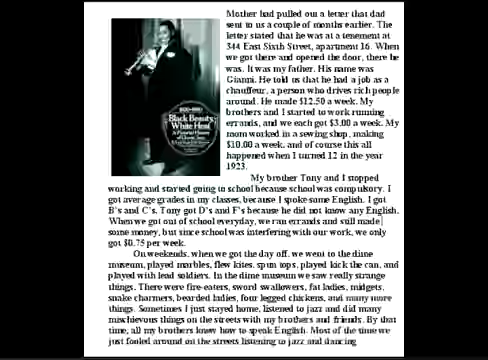 Mother had pulled out a letter that dad
sent to us a couple of months earlier. The
letter stated that he was at a tenement at
344 East Sixth Street, apartment 16. When
we got there and opened the door, there he
was. It was my father. His name was
Gianni. He told us that he had a job as a
chauffeur, a person who drives rich people
around. He made $12.50 a week. My
brothers and I started to work running
errands, and we each got $3.00 a week. My
mom worked in a sewing shop, making
$10.00 a week, and of course this all
happened when I turned 12 in the year
1923.
My brother Tony and I stopped
working and started going to school because school was compulsory. I
got average grades in my classes, because I spoke some English. I got
B's and C's. Tony got D's and F's because he did not know any English.
When we got out of school everyday, we ran errands and still made
some money, but since school was interfering with our work, we only
got $0.75 per week.
On weekends, when we got the day off, we went to the dime
museum, played marbles, flew kites, spun tops, played kick the can, and
played with lead soldiers. In the dime museum we saw really strange
things. There were fire-eaters, sword swallowers, fat ladies, midgets,
snake charmers, bearded ladies, four legged chickens, and many more
things. Sometimes I just stayed home, listened to jazz and did many
mischievous things on the streets with my brothers and friends. By that
time, all my brothers knew how to speak English. Most of the time we
just fooled around on the streets listening to jazz and dancing
Black Beauty,
White Heat
A Pictorial History
of Classic Jazz